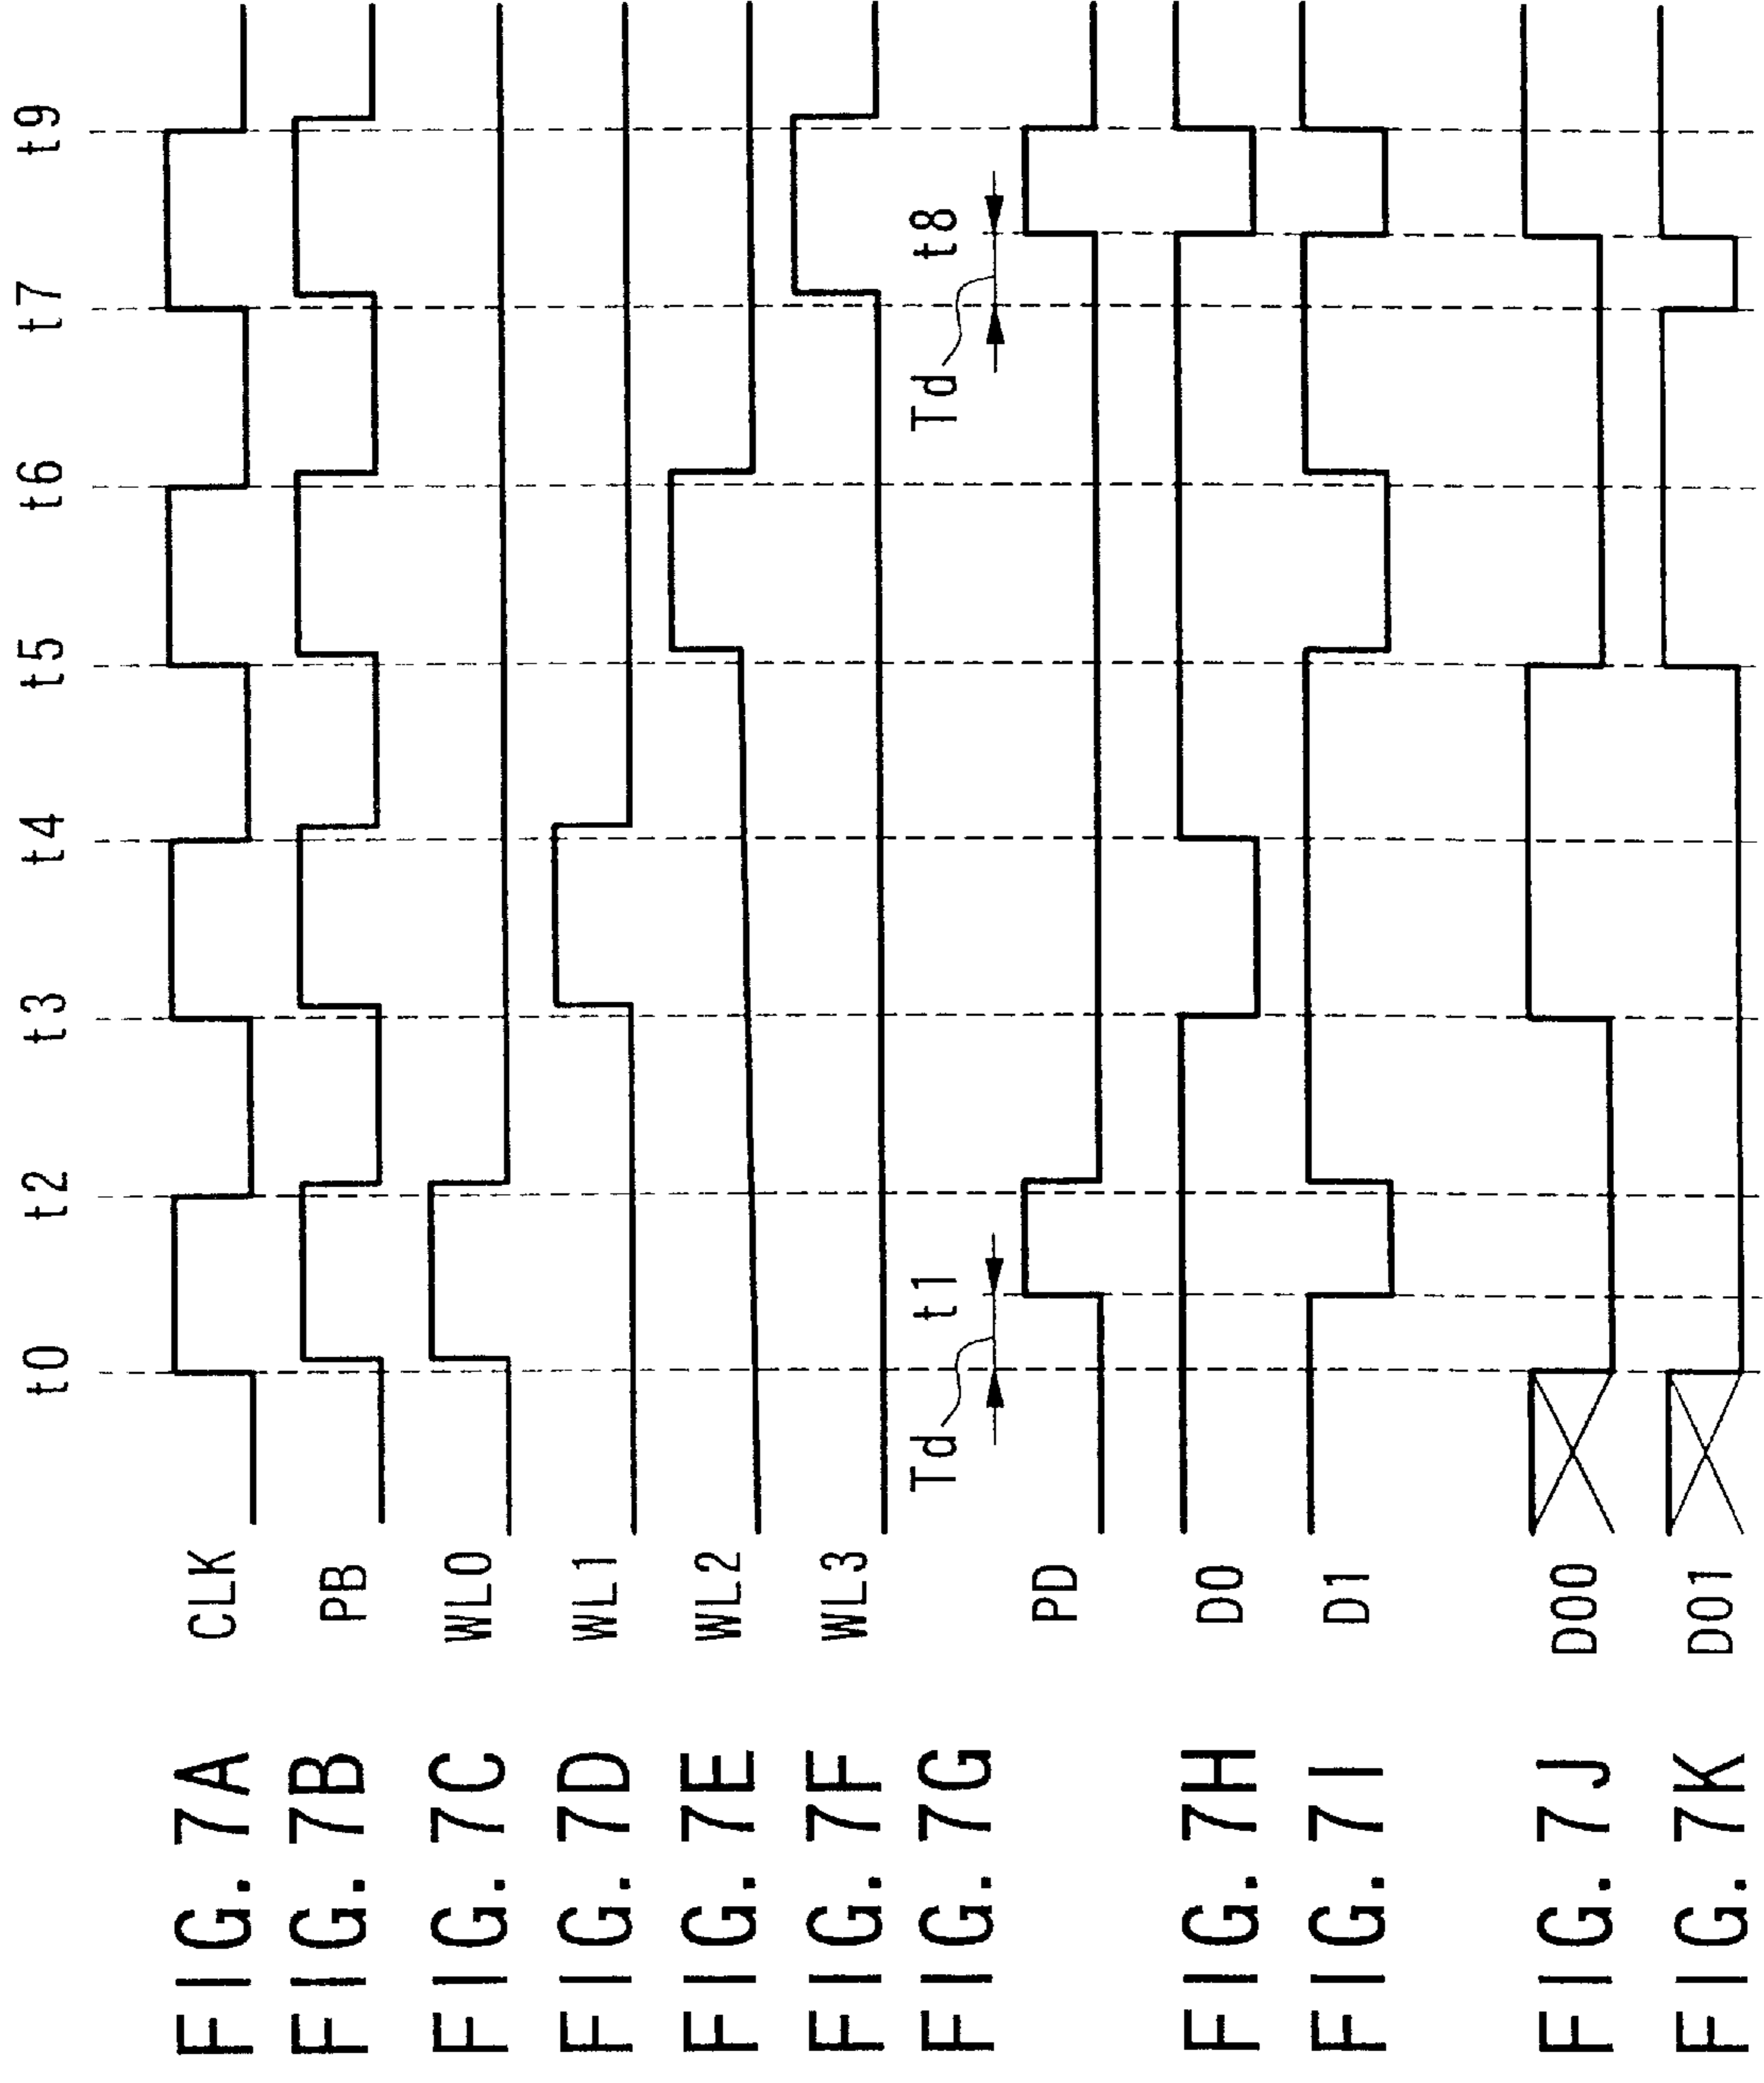 t0 t1 t2 t3 t4 t5 t6 t7 t8 t9
FIG. 7A CLK
FIG. 7B PB
FIG. 7C WL0
FIG. 7D WL1
FIG. 7E WL2
FIG. 7F WL3
FIG. 7G PD
Td Td
FIG. 7H D0
FIG. 7I D1
FIG. 7J D00
FIG. 7K D01